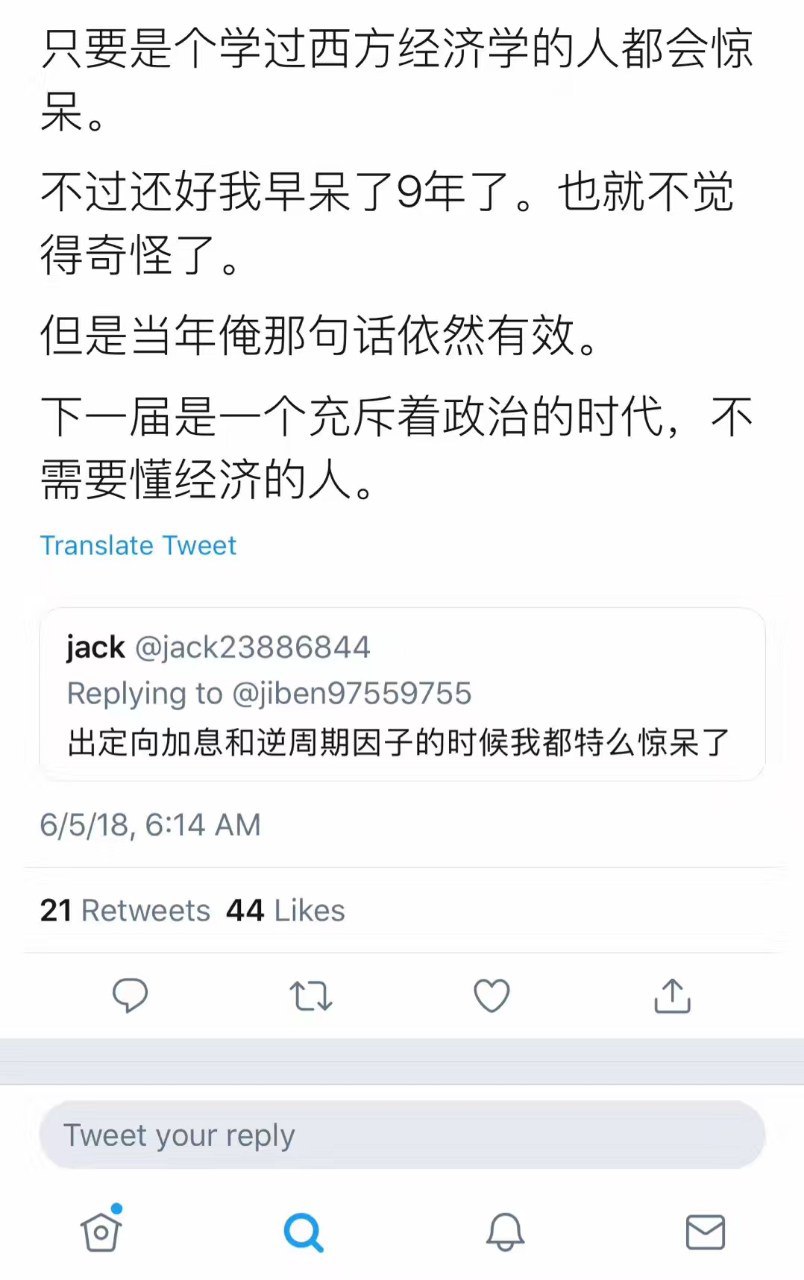 只要是个学过西方经济学的人都会惊
呆。
不过还好我早呆了9年了。也就不觉
得奇怪了。
但是当年俺那句话依然有效。
下一届是一个充斥着政治的时代，不
需要懂经济的人。
Translate Tweet
jack @jack23886844
Replying to @jiben97559755
出定向加息和逆周期因子的时候我都特么惊呆了
6/5/18, 6:14 AM
21 Retweets 44 Likes
Tweet your reply